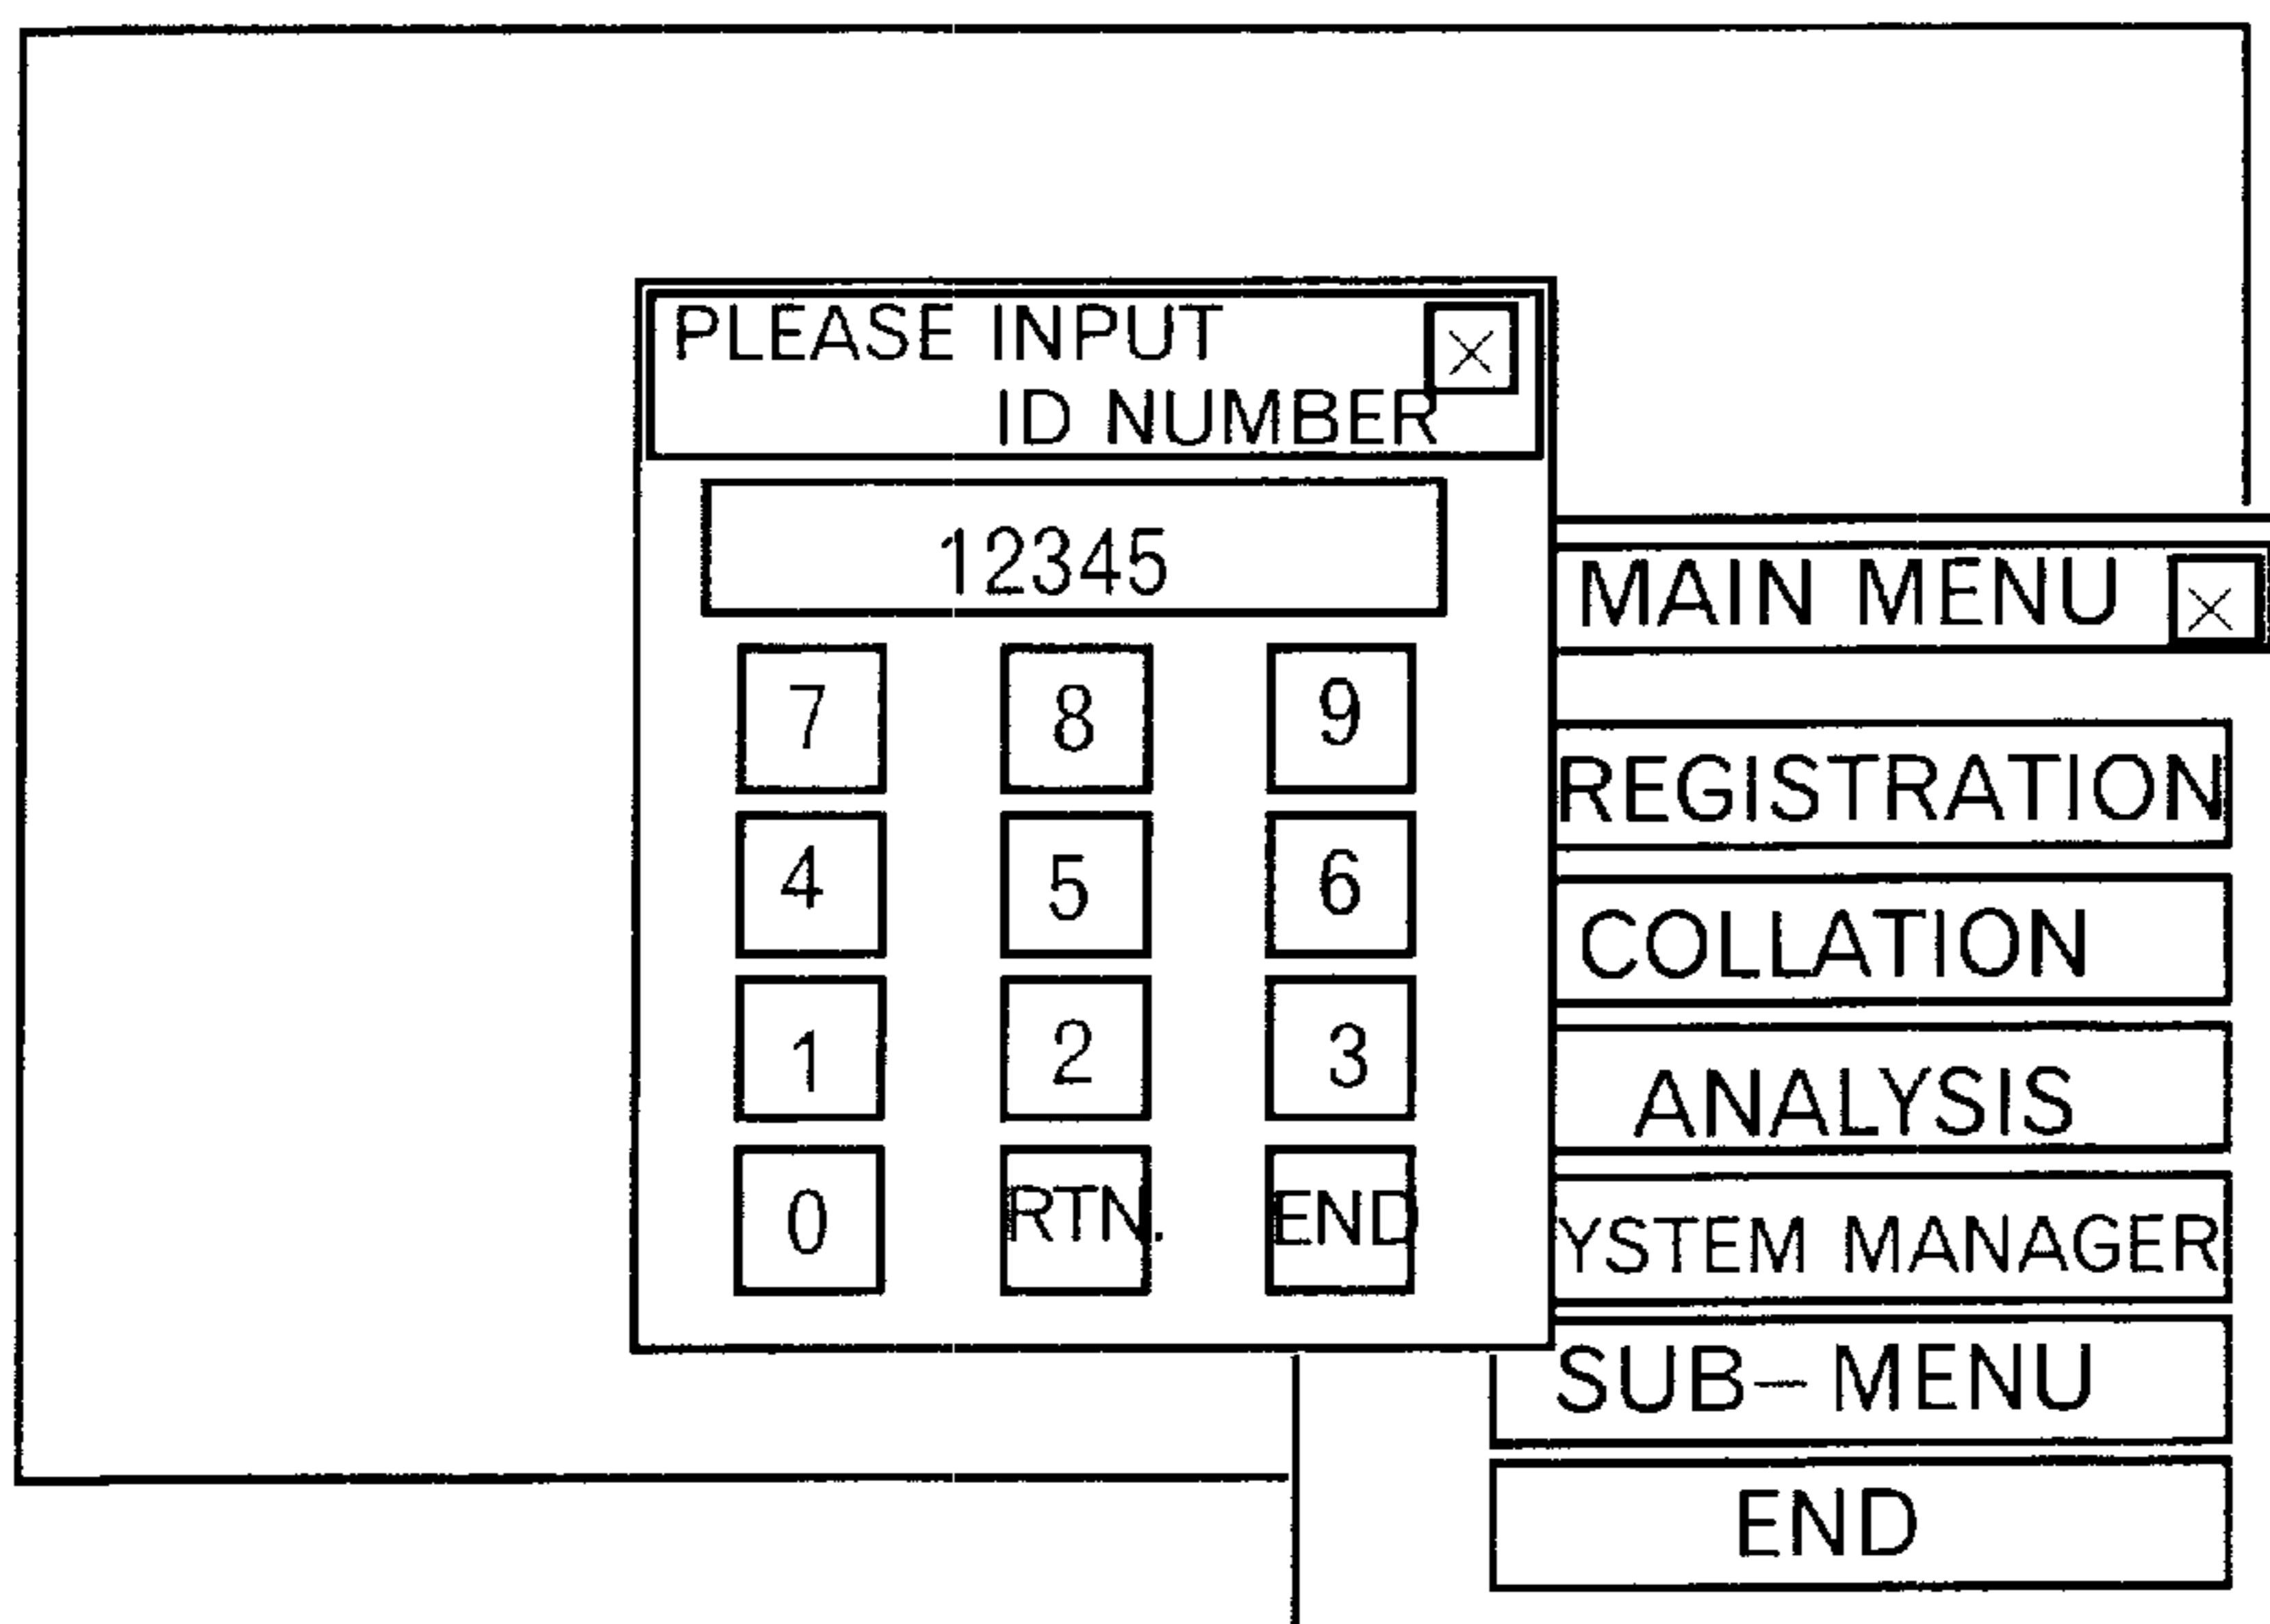 PLEASE INPUT
ID NUMBER
×
12345
7 8 9
4 5 6
1 2 3
0 RTN. END
MAIN MENU ×
REGISTRATION
COLLATION
ANALYSIS
YSTEM MANAGER
SUB-MENU
END